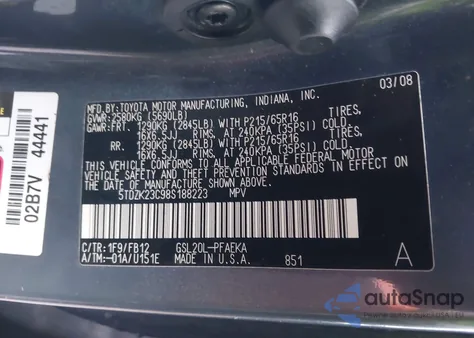 MFD.BY:TOYOTA MOTOR MANUFACTURING, INDIANA, INC. 03/08
GVWR:2580KG (5690LB)
GAWR:FRT. 1290KG (2845LB) WITH P215/65R16 TIRES,
16X6.5JJ RIMS, AT 240KPA (35PSI) COLD.
RR. 1290KG (2845LB) WITH P215/65R16 TIRES,
16X6.5JJ RIMS, AT 240KPA (35PSI) COLD.
THIS VEHICLE CONFORMS TO ALL APPLICABLE FEDERAL MOTOR
VEHICLE SAFETY AND BUMPER STANDARDS IN EFFECT ON
THE DATE OF MANUFACTURE SHOWN ABOVE.
5TDZK23C98S188223 MPV
C/TR:1F9/FB12 GSL20L-PFAEKA
A/TM:-01A/U151E MADE IN U.S.A. 851 A
02B7V 44441
autoSnap